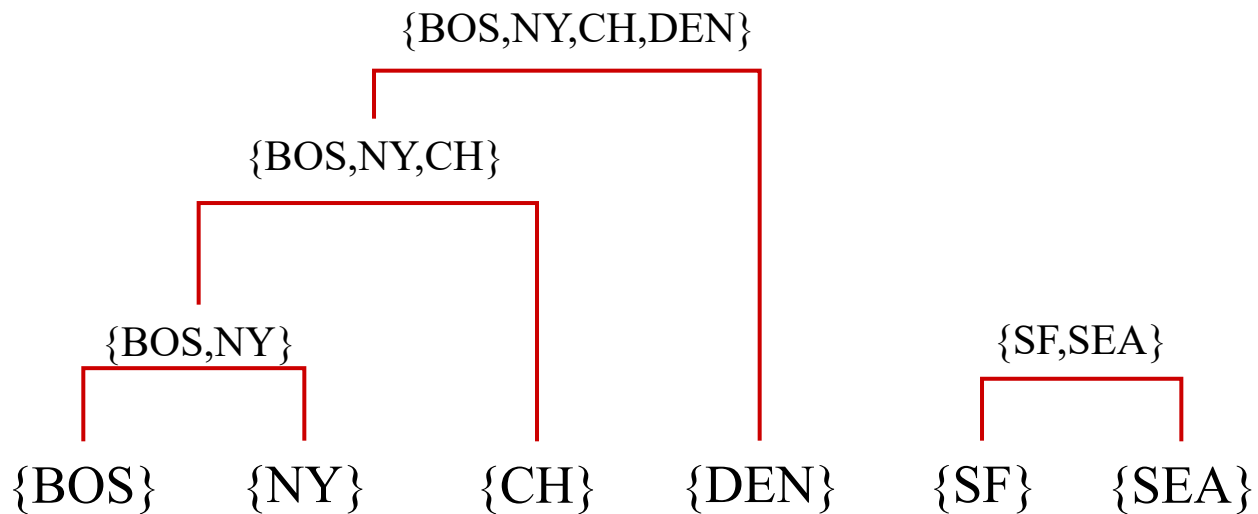 {BOS,NY,CH,DEN}
{BOS,NY,CH}
{BOS,NY}
{SF,SEA}
{BOS}
{NY}
{CH}
{DEN}
{SF}
{SEA}